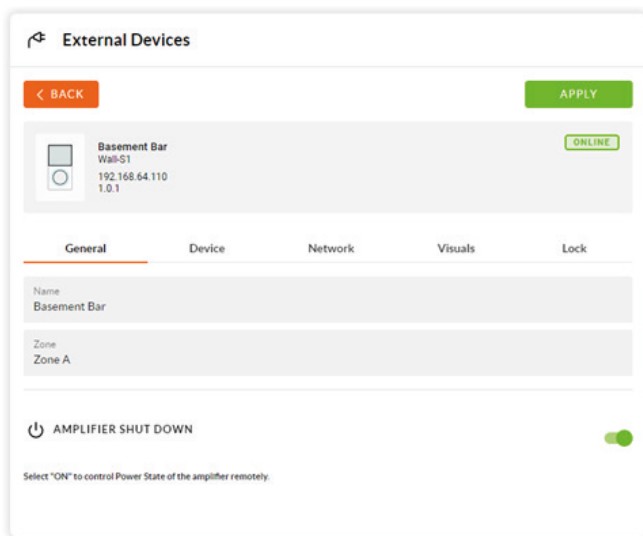 External Devices
BACK
APPLY
Basement Bar
Wall-S1
192.168.64.110
1.0.1
ONLINE
General Device Network Visuals Lock
Name
Basement Bar
Zone
Zone A
AMPLIFIER SHUT DOWN
Select "ON" to control Power State of the amplifier remotely.